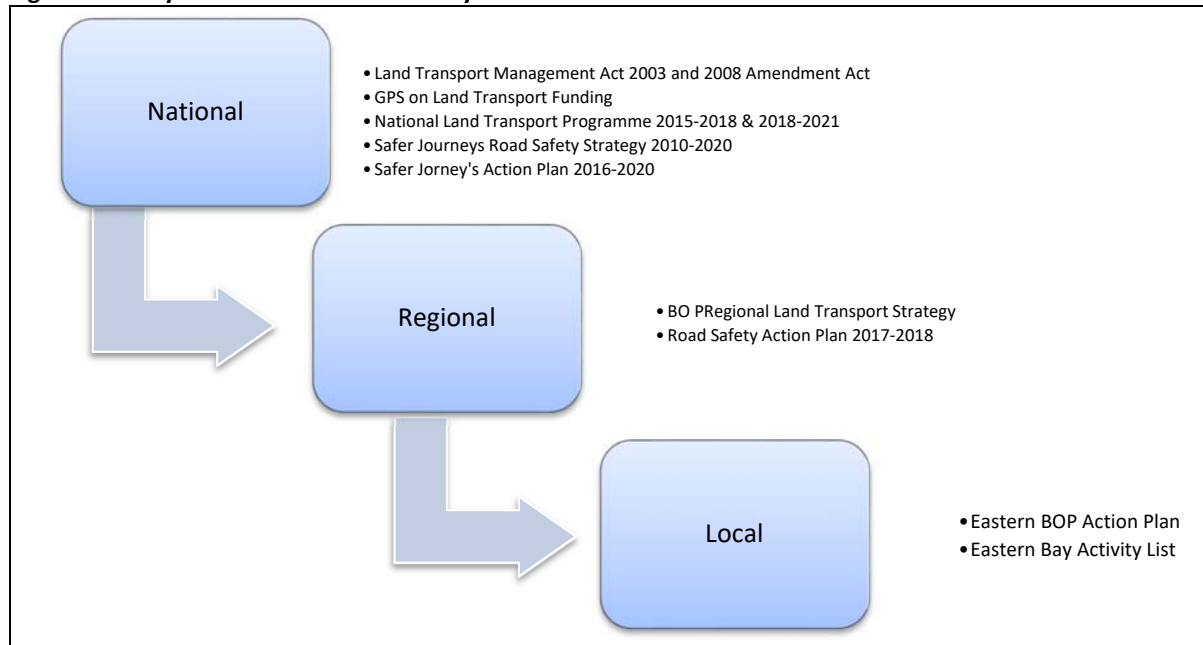 National
• Land Transport Management Act 2003 and 2008 Amendment Act
• GPS on Land Transport Funding
• National Land Transport Programme 2015-2018 & 2018-2021
• Safer Journeys Road Safety Strategy 2010-2020
• Safer Jorney's Action Plan 2016-2020
Regional
• BO PRegional Land Transport Strategy
• Road Safety Action Plan 2017-2018
Local
• Eastern BOP Action Plan
• Eastern Bay Activity List